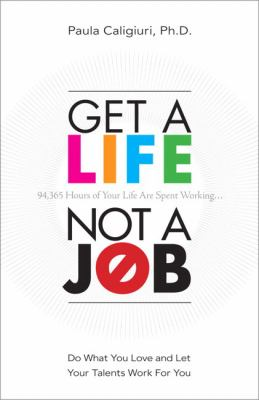 Paula Caligiuri, Ph.D.
GET A
LIFE
94,365 Hours of Your Life Are Spent Working...
NOT A
JOB
Do What You Love and Let
Your Talents Work For You